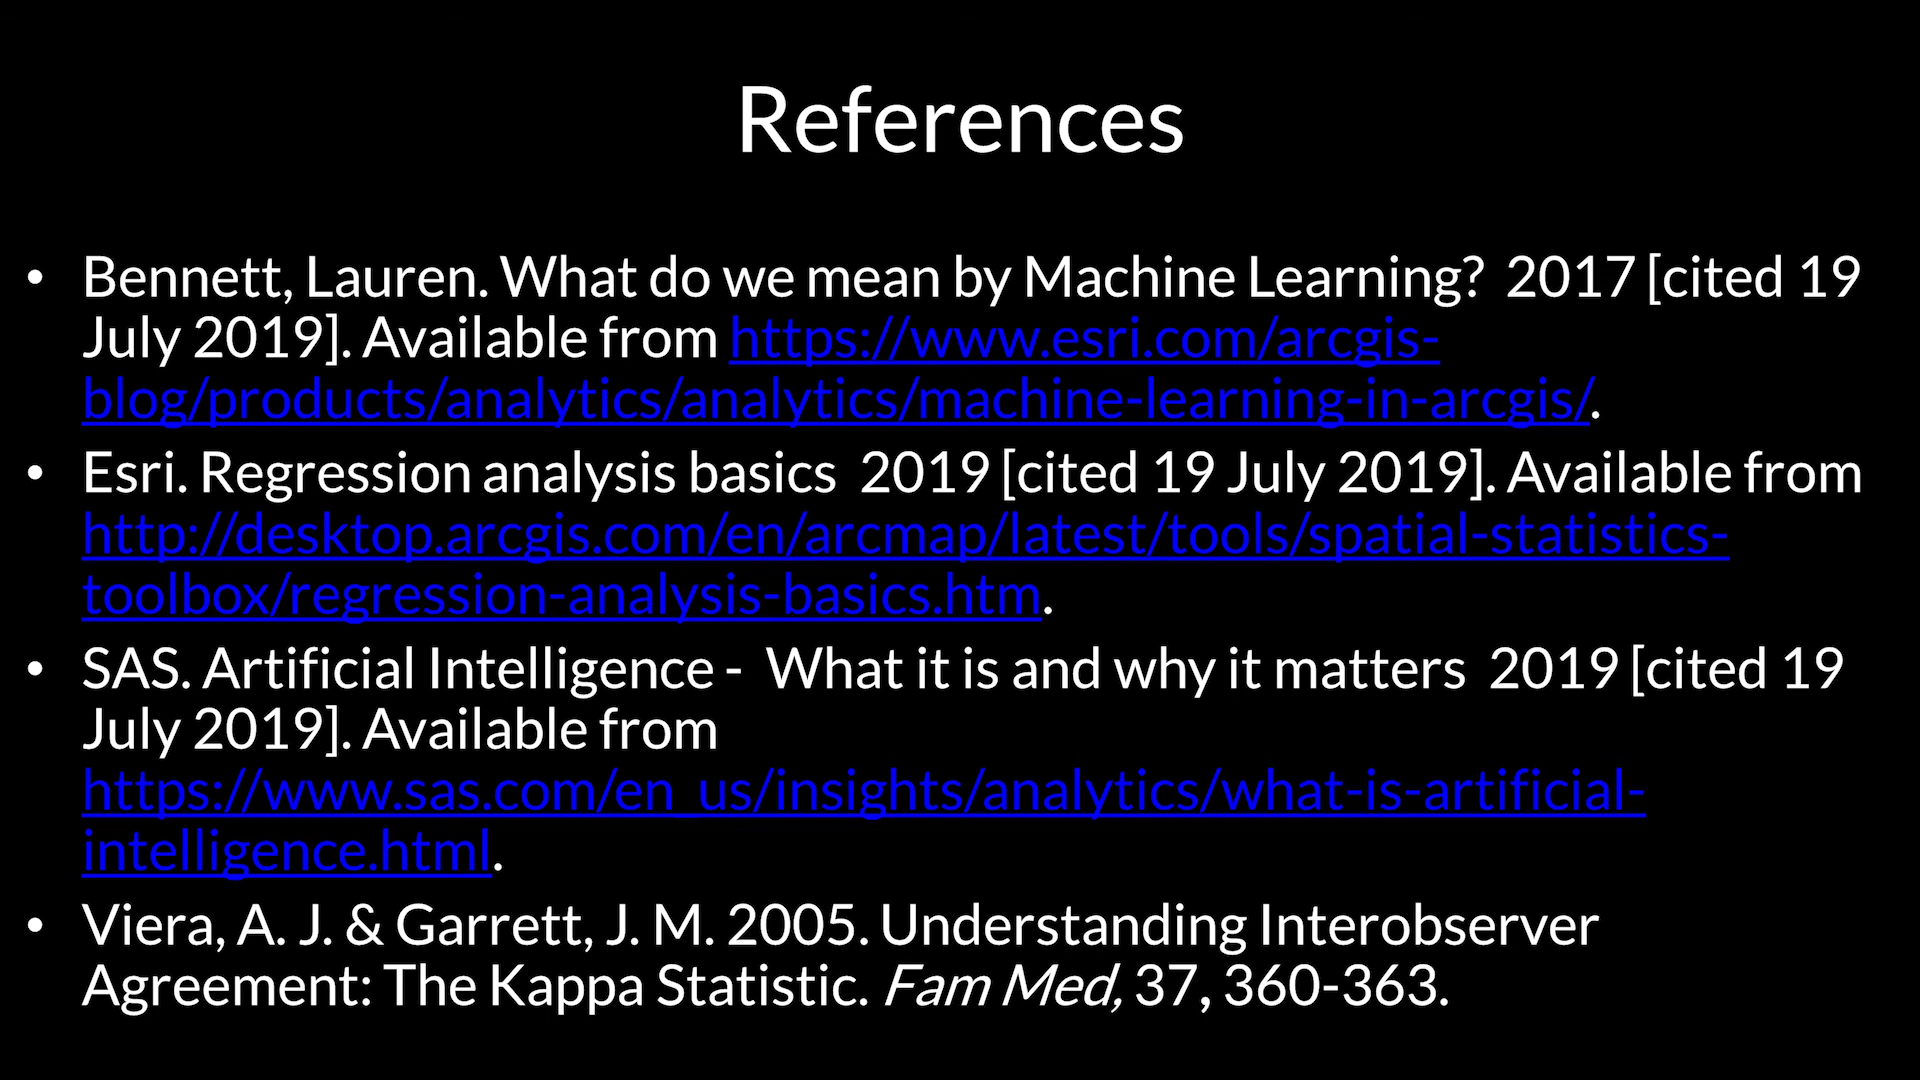 References
• Bennett, Lauren. What do we mean by Machine Learning?  2017 [cited 19
July 2019]. Available from https://www.esri.com/arcgis-
blog/products/analytics/analytics/machine-learning-in-arcgis/.
• Esri. Regression analysis basics  2019 [cited 19 July 2019]. Available from
http://desktop.arcgis.com/en/arcmap/latest/tools/spatial-statistics-
toolbox/regression-analysis-basics.htm.
• SAS. Artificial Intelligence -  What it is and why it matters  2019 [cited 19
July 2019]. Available from
https://www.sas.com/en_us/insights/analytics/what-is-artificial-
intelligence.html.
• Viera, A. J. & Garrett, J. M. 2005. Understanding Interobserver
Agreement: The Kappa Statistic. Fam Med, 37, 360-363.